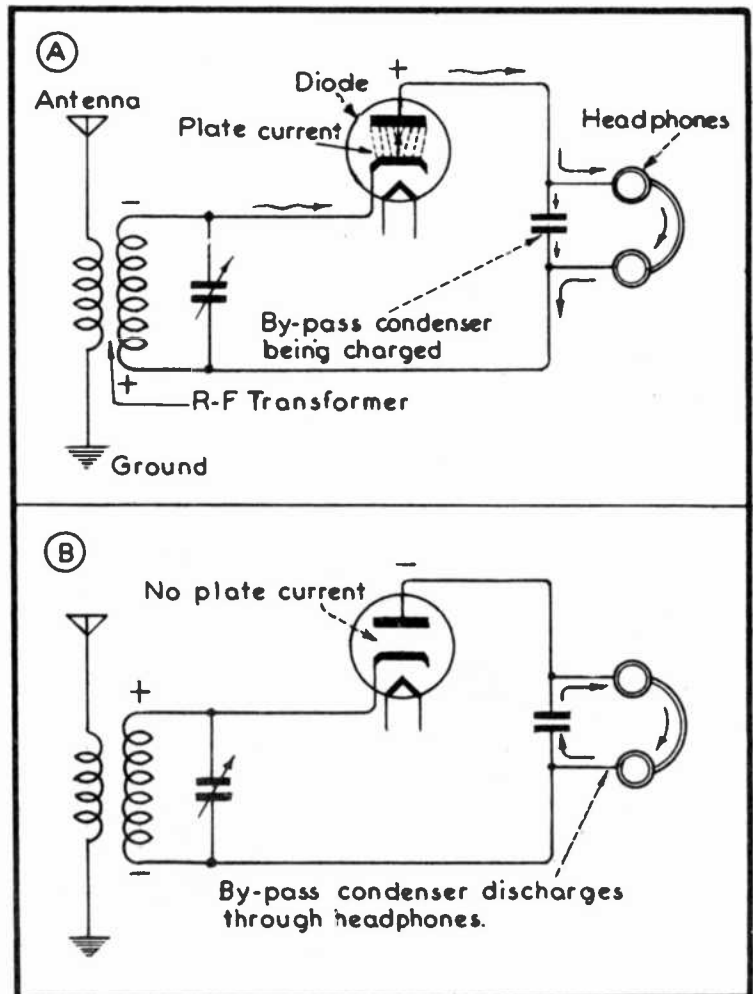 A
Antenna
Diode
+
Plate current
Headphones
-
By-pass condenser
being charged
+
R-F Transformer
Ground
B
-
No plate current
+
-
By-pass condenser discharges
through headphones.